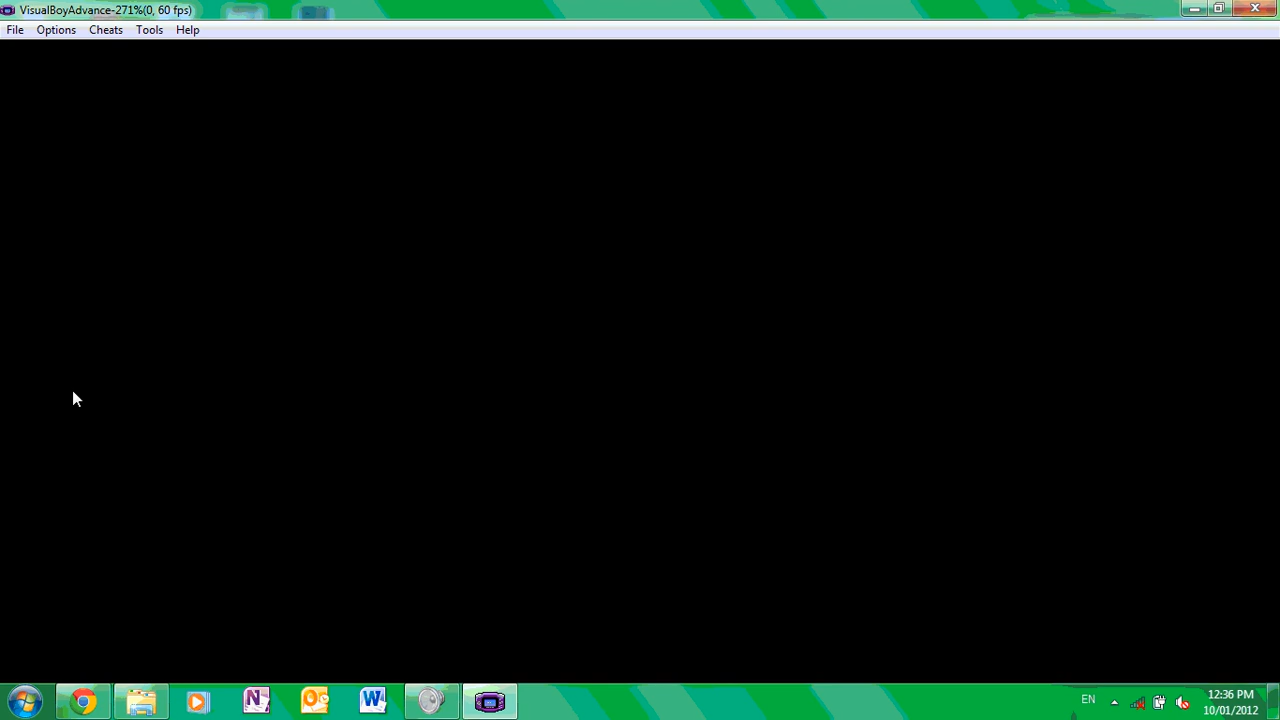 VisualBoyAdvance-271%(0, 60 fps)
File Options Cheats Tools Help
N W
EN
12:36 PM
10/01/2012